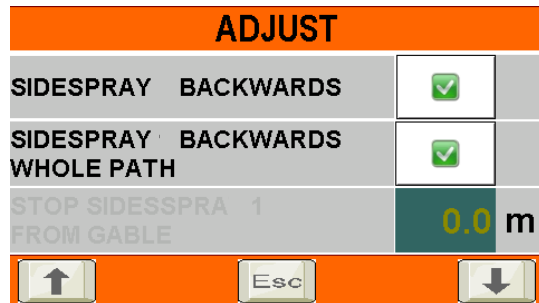 ADJUST
SIDESPRAY BACKWARDS
SIDESPRAY BACKWARDS
WHOLE PATH
STOP SIDESSPRA 1
FROM GABLE
0.0 m
Esc